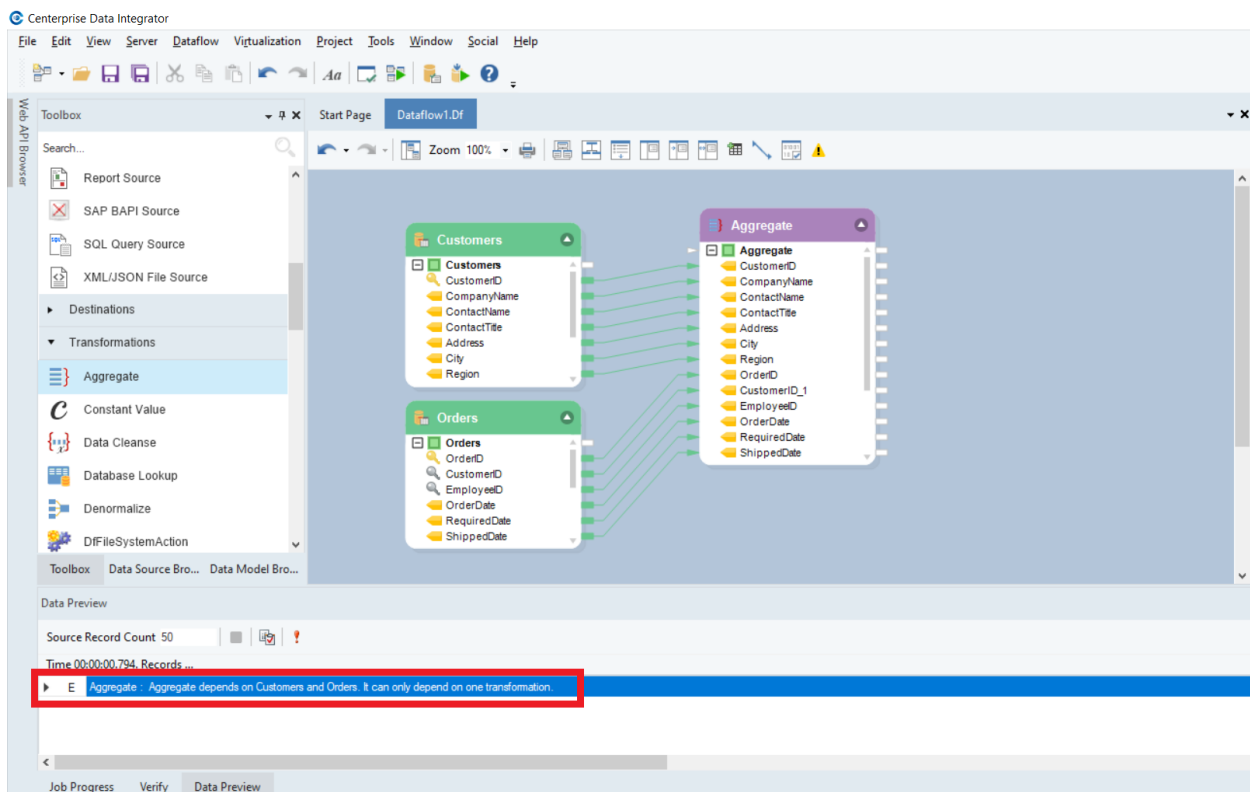 Centerprise Data Integrator
File Edit View Server Dataflow Virtualization Project Tools Window Social Help
Aa
Web API Browser
Toolbox
Search...
Report Source
SAP BAPI Source
SQL Query Source
XML/JSON File Source
Destinations
Transformations
Aggregate
Constant Value
Data Cleanse
Database Lookup
Denormalize
DfFileSystemAction
Toolbox Data Source Bro... Data Model Bro...
Start Page Dataflow1.Df
Zoom 100%
Customers
Customers
CustomerID
CompanyName
ContactName
ContactTitle
Address
City
Region
Orders
Orders
OrderID
CustomerID
EmployeeID
OrderDate
RequiredDate
ShippedDate
Aggregate
Aggregate
CustomerID
CompanyName
ContactName
ContactTitle
Address
City
Region
OrderID
CustomerID_1
EmployeeID
OrderDate
RequiredDate
ShippedDate
Data Preview
Source Record Count 50
Time 00:00:00.794. Records ...
E Aggregate : Aggregate depends on Customers and Orders. It can only depend on one transformation.
Job Progress Verify Data Preview